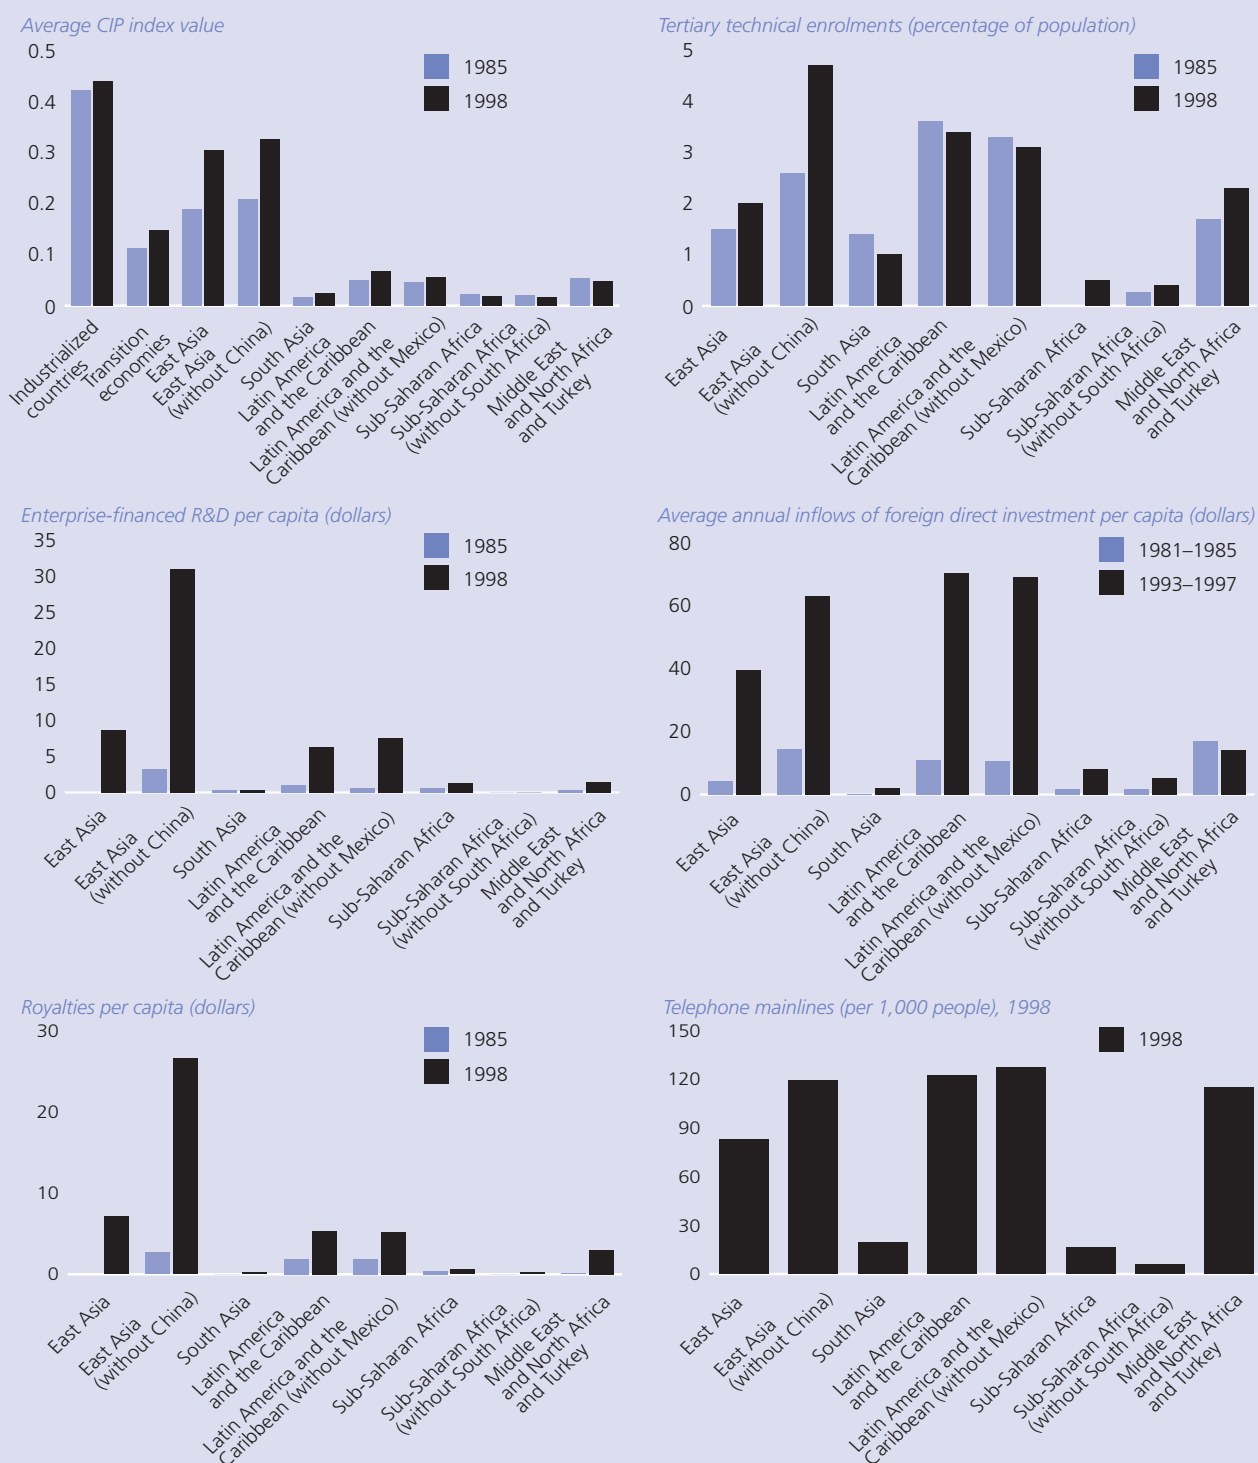 Average CIP index value
0.5
0.4
0.3
0.2
0.1
0
1985
1998
Industrialized
countries
Transition
economies
East Asia
East Asia
(without China)
South Asia
Latin America
and the Caribbean
Latin America and the
Caribbean (without Mexico)
Sub-Saharan Africa
Sub-Saharan Africa
(without South Africa)
Middle East
and North Africa
and Turkey
Tertiary technical enrolments (percentage of population)
5
4
3
2
1
0
1985
1998
East Asia
East Asia
(without China)
South Asia
Latin America
and the Caribbean
Latin America and the
Caribbean (without Mexico)
Sub-Saharan Africa
Sub-Saharan Africa
(without South Africa)
Middle East
and North Africa
and Turkey
Enterprise-financed R&D per capita (dollars)
35
30
25
20
15
10
5
0
1985
1998
East Asia
East Asia
(without China)
South Asia
Latin America
and the Caribbean
Latin America and the
Caribbean (without Mexico)
Sub-Saharan Africa
Sub-Saharan Africa
(without South Africa)
Middle East
and North Africa
and Turkey
Average annual inflows of foreign direct investment per capita (dollars)
80
60
40
20
0
1981–1985
1993–1997
East Asia
East Asia
(without China)
South Asia
Latin America
and the Caribbean
Latin America and the
Caribbean (without Mexico)
Sub-Saharan Africa
Sub-Saharan Africa
(without South Africa)
Middle East
and North Africa
and Turkey
Royalties per capita (dollars)
30
20
10
0
1985
1998
East Asia
East Asia
(without China)
South Asia
Latin America
and the Caribbean
Latin America and the
Caribbean (without Mexico)
Sub-Saharan Africa
Sub-Saharan Africa
(without South Africa)
Middle East
and North Africa
and Turkey
Telephone mainlines (per 1,000 people), 1998
150
120
90
60
30
0
1998
East Asia
East Asia
(without China)
South Asia
Latin America
and the Caribbean
Latin America and the
Caribbean (without Mexico)
Sub-Saharan Africa
Sub-Saharan Africa
(without South Africa)
Middle East
and North Africa
and Turkey